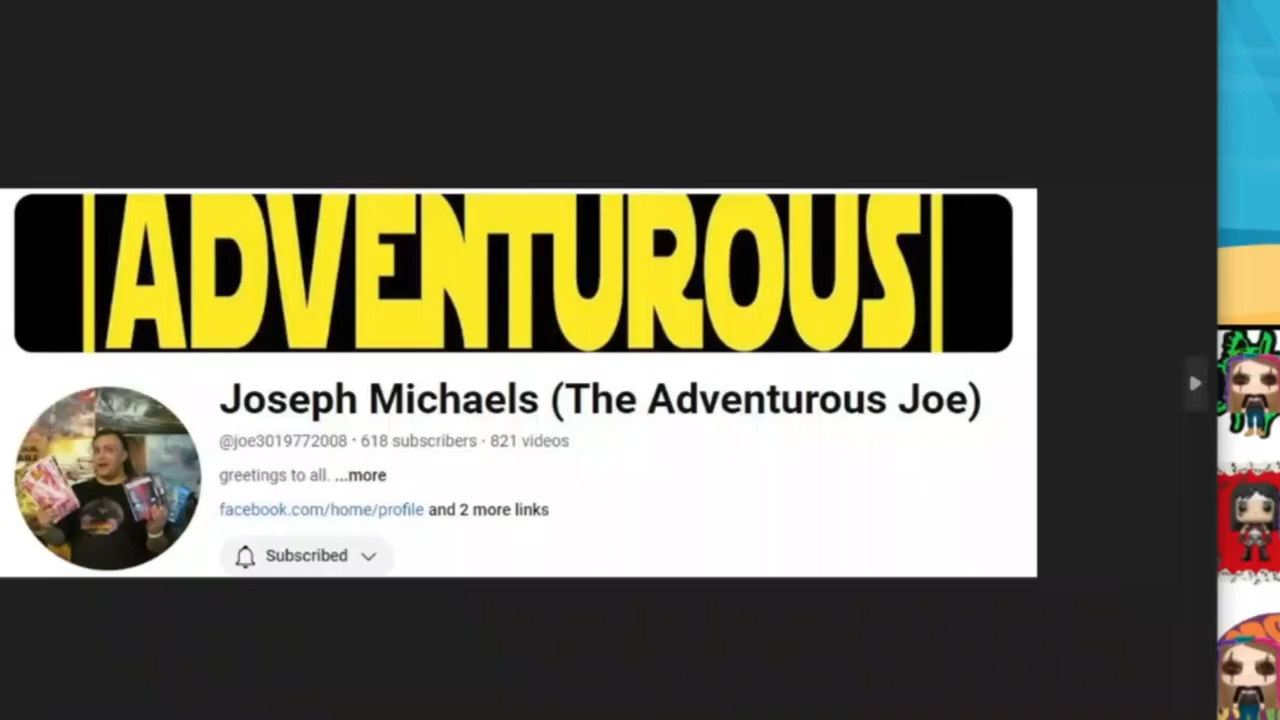 ADVENTUROUS
Joseph Michaels (The Adventurous Joe)
@joe3019772008 · 618 subscribers · 821 videos
greetings to all. ...more
facebook.com/home/profile and 2 more links
Subscribed